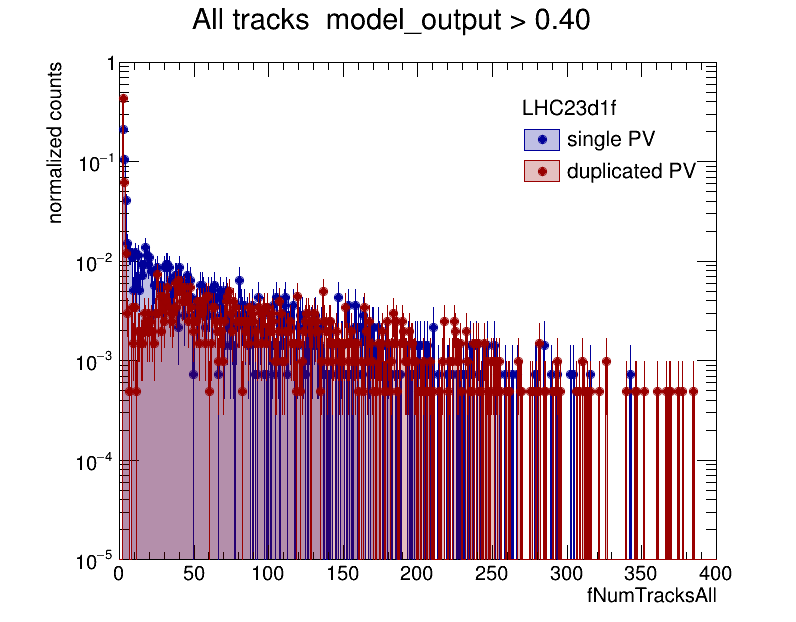 All tracks model_output > 0.40
normalized counts
LHC23d1f
single PV
duplicated PV
1
10⁻¹
10⁻²
10⁻³
10⁻⁴
10⁻⁵
0 50 100 150 200 250 300 350 400
fNumTracksAll